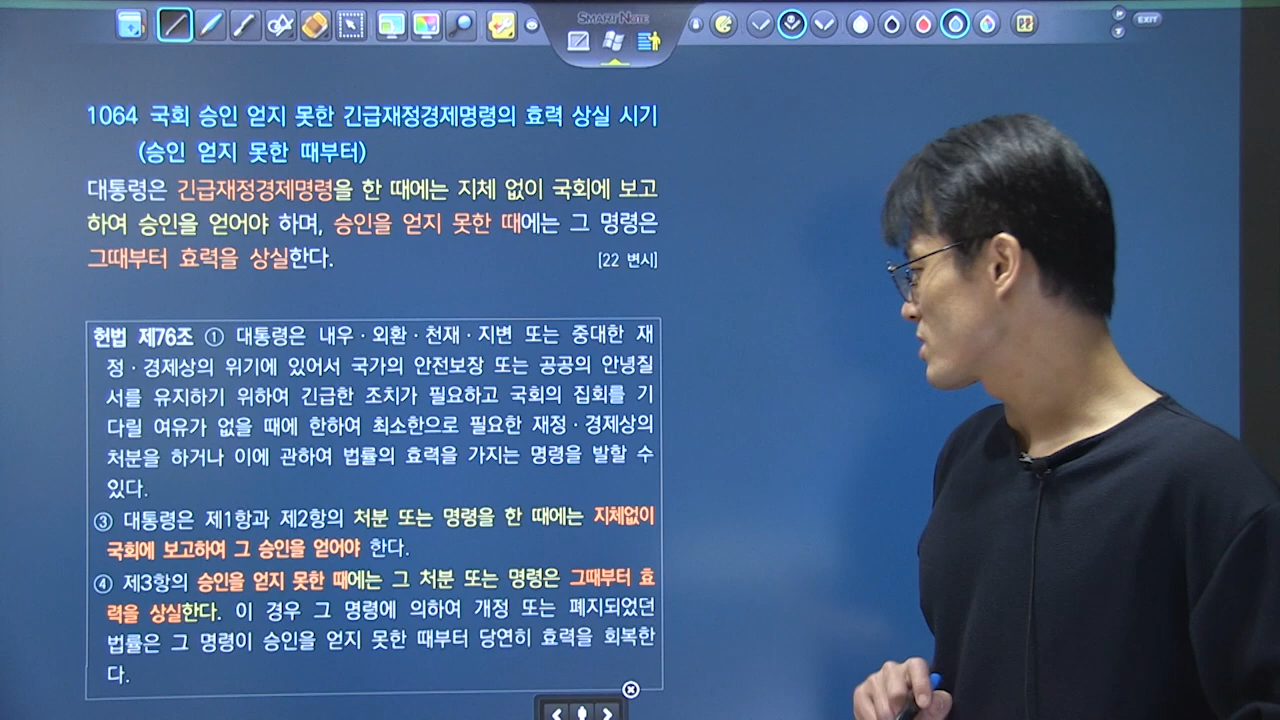 SMART NOTE
EXIT
1064 국회 승인 얻지 못한 긴급재정경제명령의 효력 상실 시기
(승인 얻지 못한 때부터)
대통령은 긴급재정경제명령을 한 때에는 지체 없이 국회에 보고
하여 승인을 얻어야 하며, 승인을 얻지 못한 때에는 그 명령은
그때부터 효력을 상실한다. [22 변시]
헌법 제76조 ① 대통령은 내우·외환·천재·지변 또는 중대한 재
정·경제상의 위기에 있어서 국가의 안전보장 또는 공공의 안녕질
서를 유지하기 위하여 긴급한 조치가 필요하고 국회의 집회를 기
다릴 여유가 없을 때에 한하여 최소한으로 필요한 재정·경제상의
처분을 하거나 이에 관하여 법률의 효력을 가지는 명령을 발할 수
있다.
③ 대통령은 제1항과 제2항의 처분 또는 명령을 한 때에는 지체없이
국회에 보고하여 그 승인을 얻어야 한다.
④ 제3항의 승인을 얻지 못한 때에는 그 처분 또는 명령은 그때부터 효
력을 상실한다. 이 경우 그 명령에 의하여 개정 또는 폐지되었던
법률은 그 명령이 승인을 얻지 못한 때부터 당연히 효력을 회복한
다.